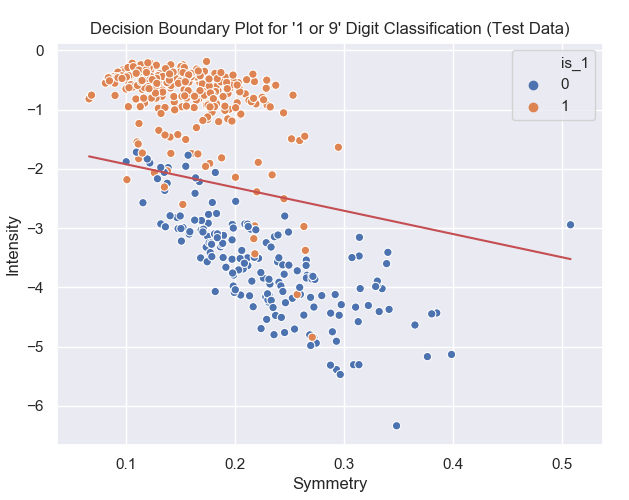 Decision Boundary Plot for '1 or 9' Digit Classification (Test Data)
is_1
0
1
0
−1
−2
−3
−4
−5
−6
Intensity
0.1 0.2 0.3 0.4 0.5
Symmetry